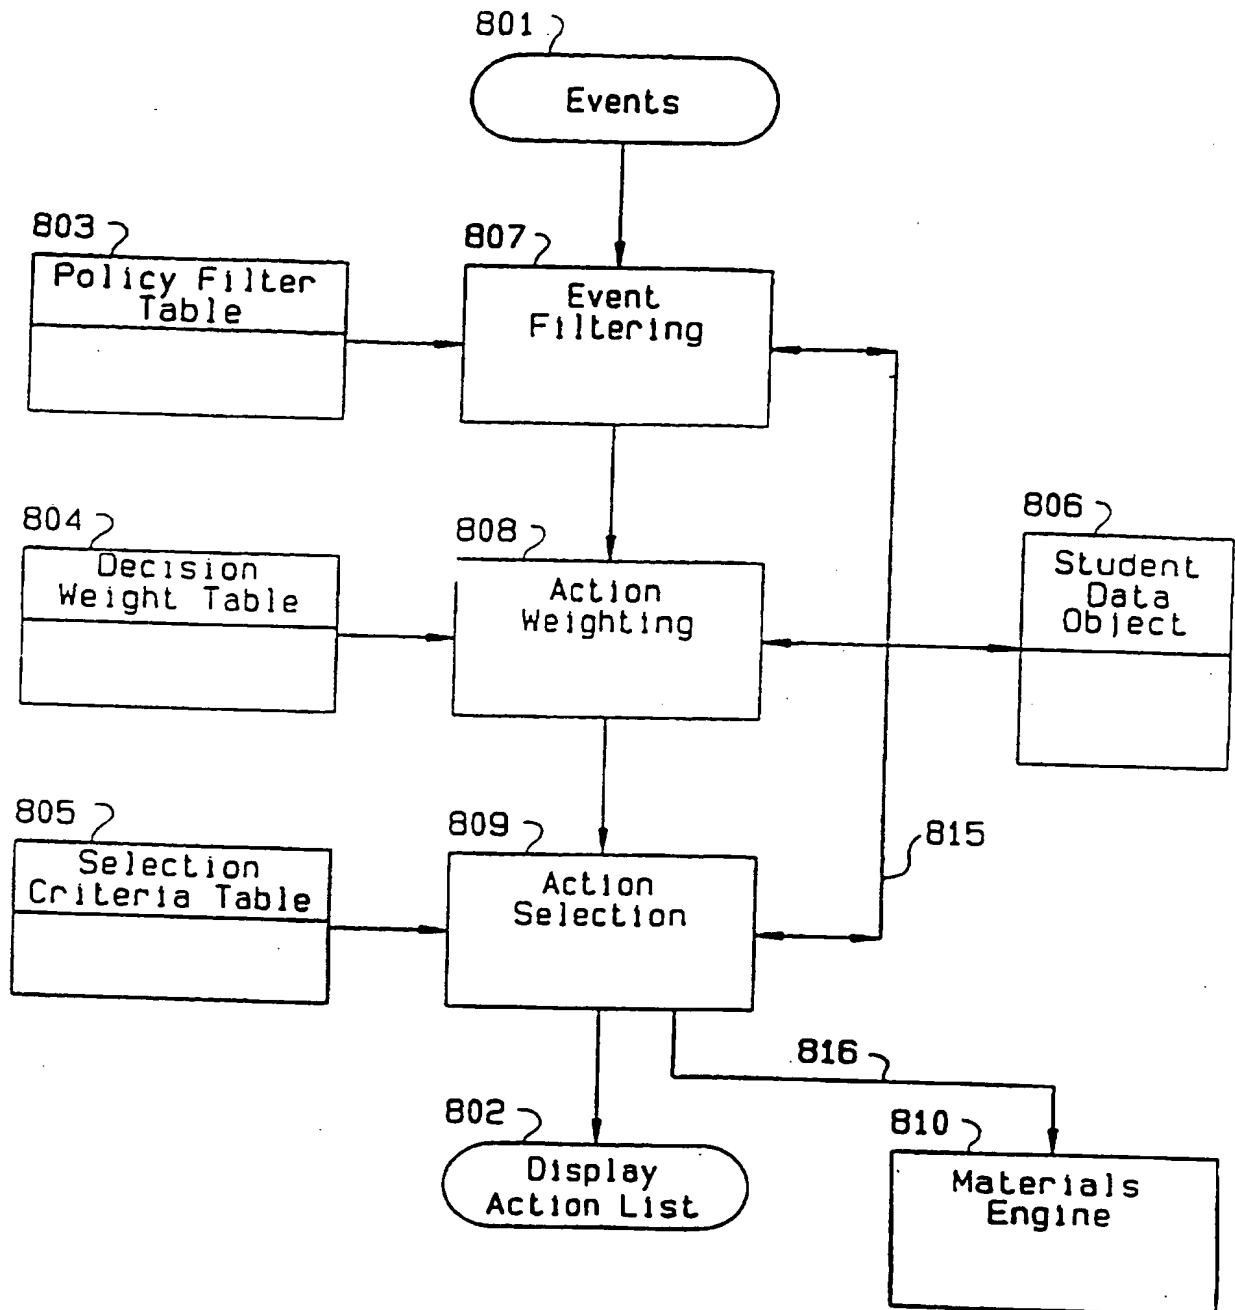 801
Events
803
Policy Filter
Table
807
Event
Filtering
804
Decision
Weight Table
808
Action
Weighting
806
Student
Data
Object
805
Selection
Criteria Table
809
Action
Selection
815
816
802
Display
Action List
810
Materials
Engine